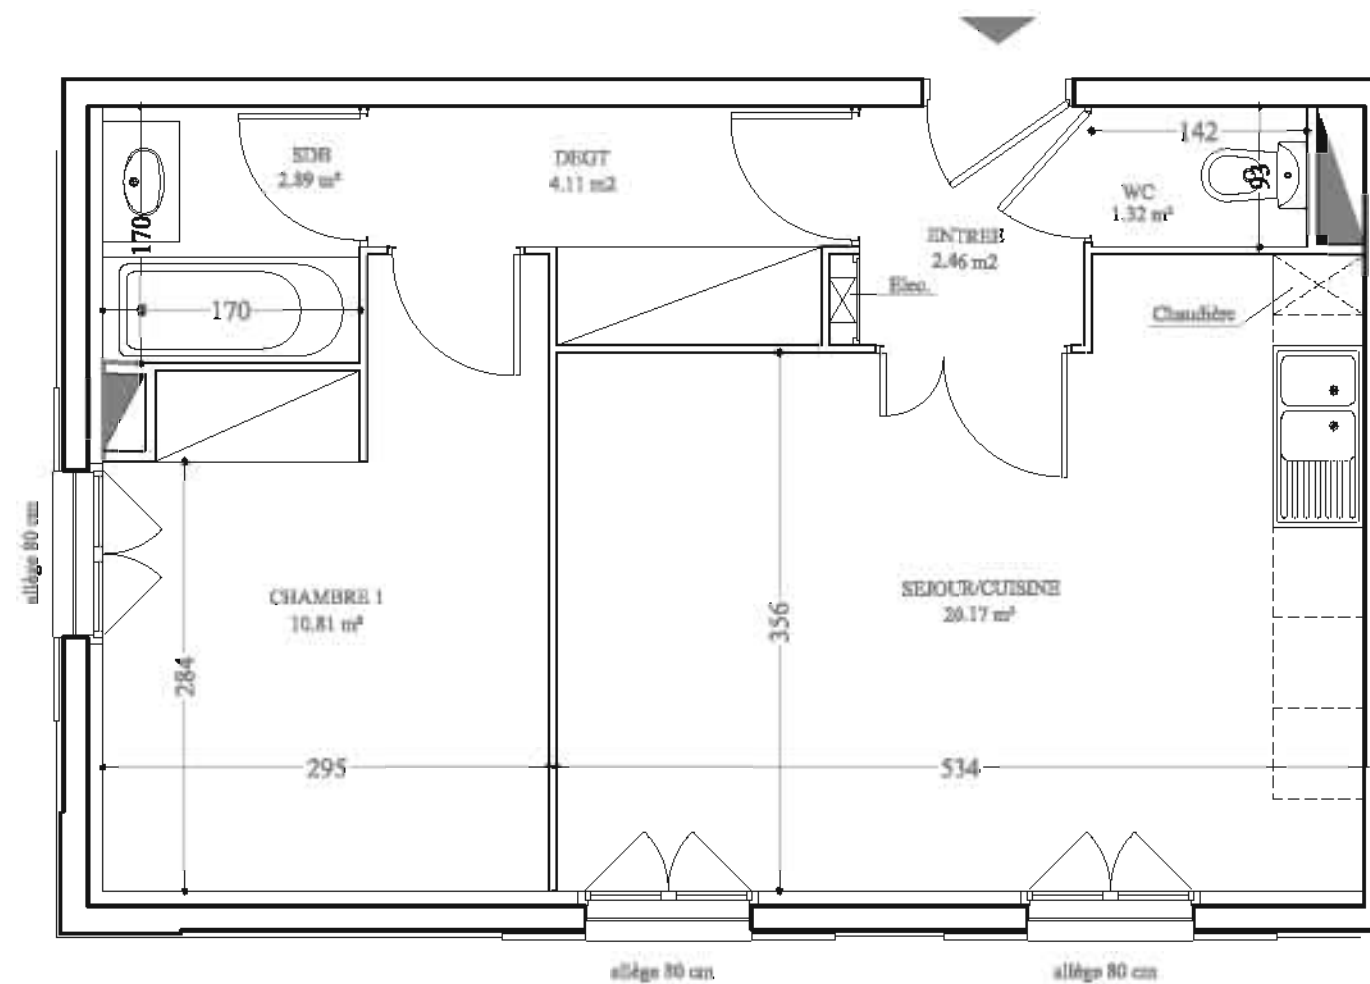 142
SDB
2.89 m²
DEGT
4.11 m2
WC
1.32 m²
93
170
ENTREE
2.46 m2
Elec.
170
Chaudière
allège 80 cm
CHAMBRE 1
10.81 m²
SEJOUR/CUISINE
20.17 m²
356
284
295
534
allège 80 cm
allège 80 cm